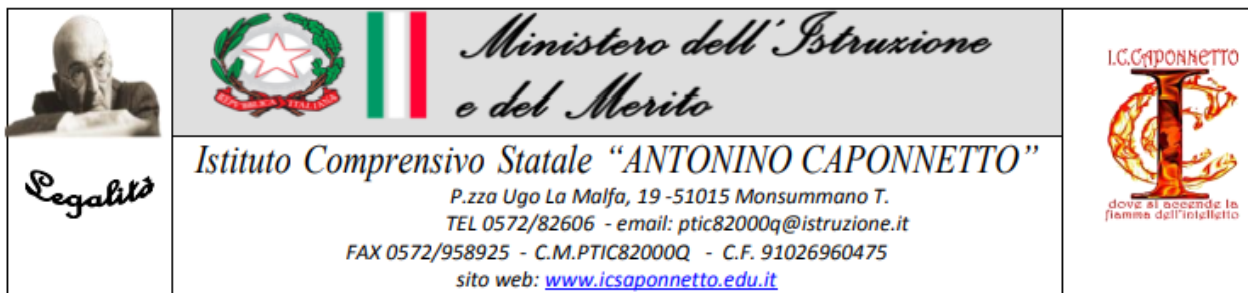 Legalità
REPVBBLICA ITALIANA
Ministero dell'Istruzione
e del Merito
Istituto Comprensivo Statale “ANTONINO CAPONNETTO”
P.zza Ugo La Malfa, 19 -51015 Monsummano T.
TEL 0572/82606 - email: ptic82000q@istruzione.it
FAX 0572/958925 - C.M.PTIC82000Q - C.F. 91026960475
sito web: www.icsaponnetto.edu.it
I.C.CAPONNETTO
IC
dove si accende la
fiamma dell'intelletto